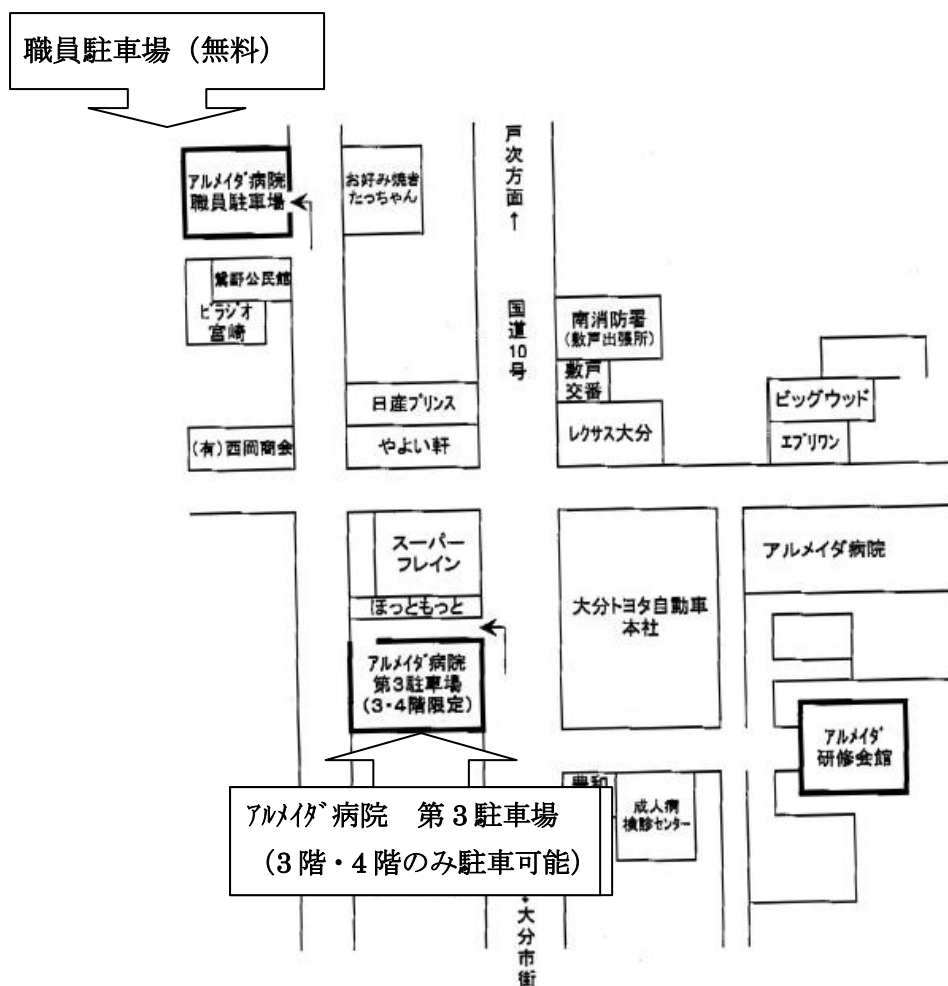 職員駐車場（無料）
アルメイダ病院
職員駐車場
お好み焼き
たっちゃん
戸次方面↑
鴛野公民館
ビラジオ
宮崎
国道10号
南消防署
(敷戸出張所)
敷戸
交番
日産プリンス
ビッグウッド
(有)西岡商会
やよい軒
レクサス大分
エブリワン
スーパー
フレイン
アルメイダ病院
ほっともっと
大分トヨタ自動車
本社
アルメイダ病院
第3駐車場
(3・4階限定)
アルメイダ
研修会館
豊和
成人病
検診センター
アルメイダ病院　第３駐車場
（３階・４階のみ駐車可能）
大分市街